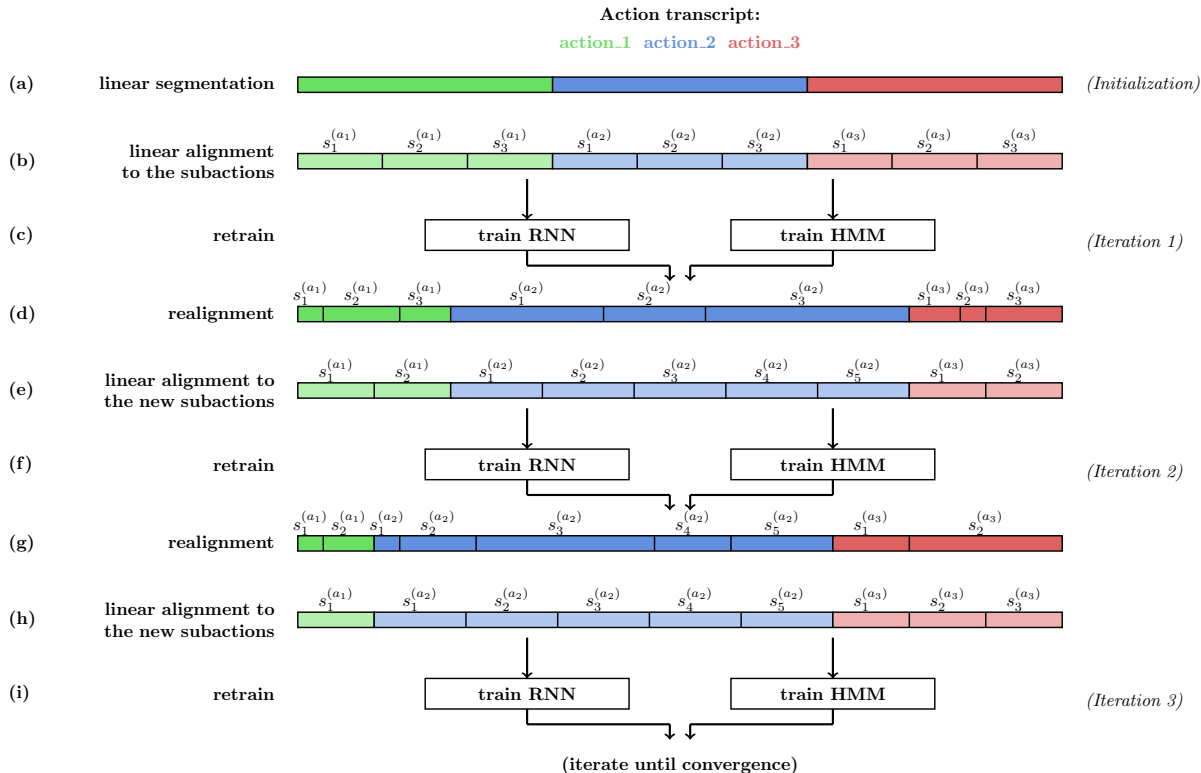 Action transcript:
action_1 action_2 action_3
(a) linear segmentation (Initialization)
s_1^{(a_1)} s_2^{(a_1)} s_3^{(a_1)} s_1^{(a_2)} s_2^{(a_2)} s_3^{(a_2)} s_1^{(a_3)} s_2^{(a_3)} s_3^{(a_3)}
(b) linear alignment
to the subactions
(c) retrain train RNN train HMM (Iteration 1)
s_1^{(a_1)} s_2^{(a_1)} s_3^{(a_1)} s_1^{(a_2)} s_2^{(a_2)} s_3^{(a_2)} s_1^{(a_3)} s_2^{(a_3)} s_3^{(a_3)}
(d) realignment
s_1^{(a_1)} s_2^{(a_1)} s_1^{(a_2)} s_2^{(a_2)} s_3^{(a_2)} s_4^{(a_2)} s_5^{(a_2)} s_1^{(a_3)} s_2^{(a_3)}
(e) linear alignment to
the new subactions
(f) retrain train RNN train HMM (Iteration 2)
s_1^{(a_1)} s_2^{(a_1)} s_1^{(a_2)} s_2^{(a_2)} s_3^{(a_2)} s_4^{(a_2)} s_5^{(a_2)} s_1^{(a_3)} s_2^{(a_3)}
(g) realignment
s_1^{(a_1)} s_1^{(a_2)} s_2^{(a_2)} s_3^{(a_2)} s_4^{(a_2)} s_5^{(a_2)} s_1^{(a_3)} s_2^{(a_3)} s_3^{(a_3)}
(h) linear alignment to
the new subactions
(i) retrain train RNN train HMM (Iteration 3)
(iterate until convergence)